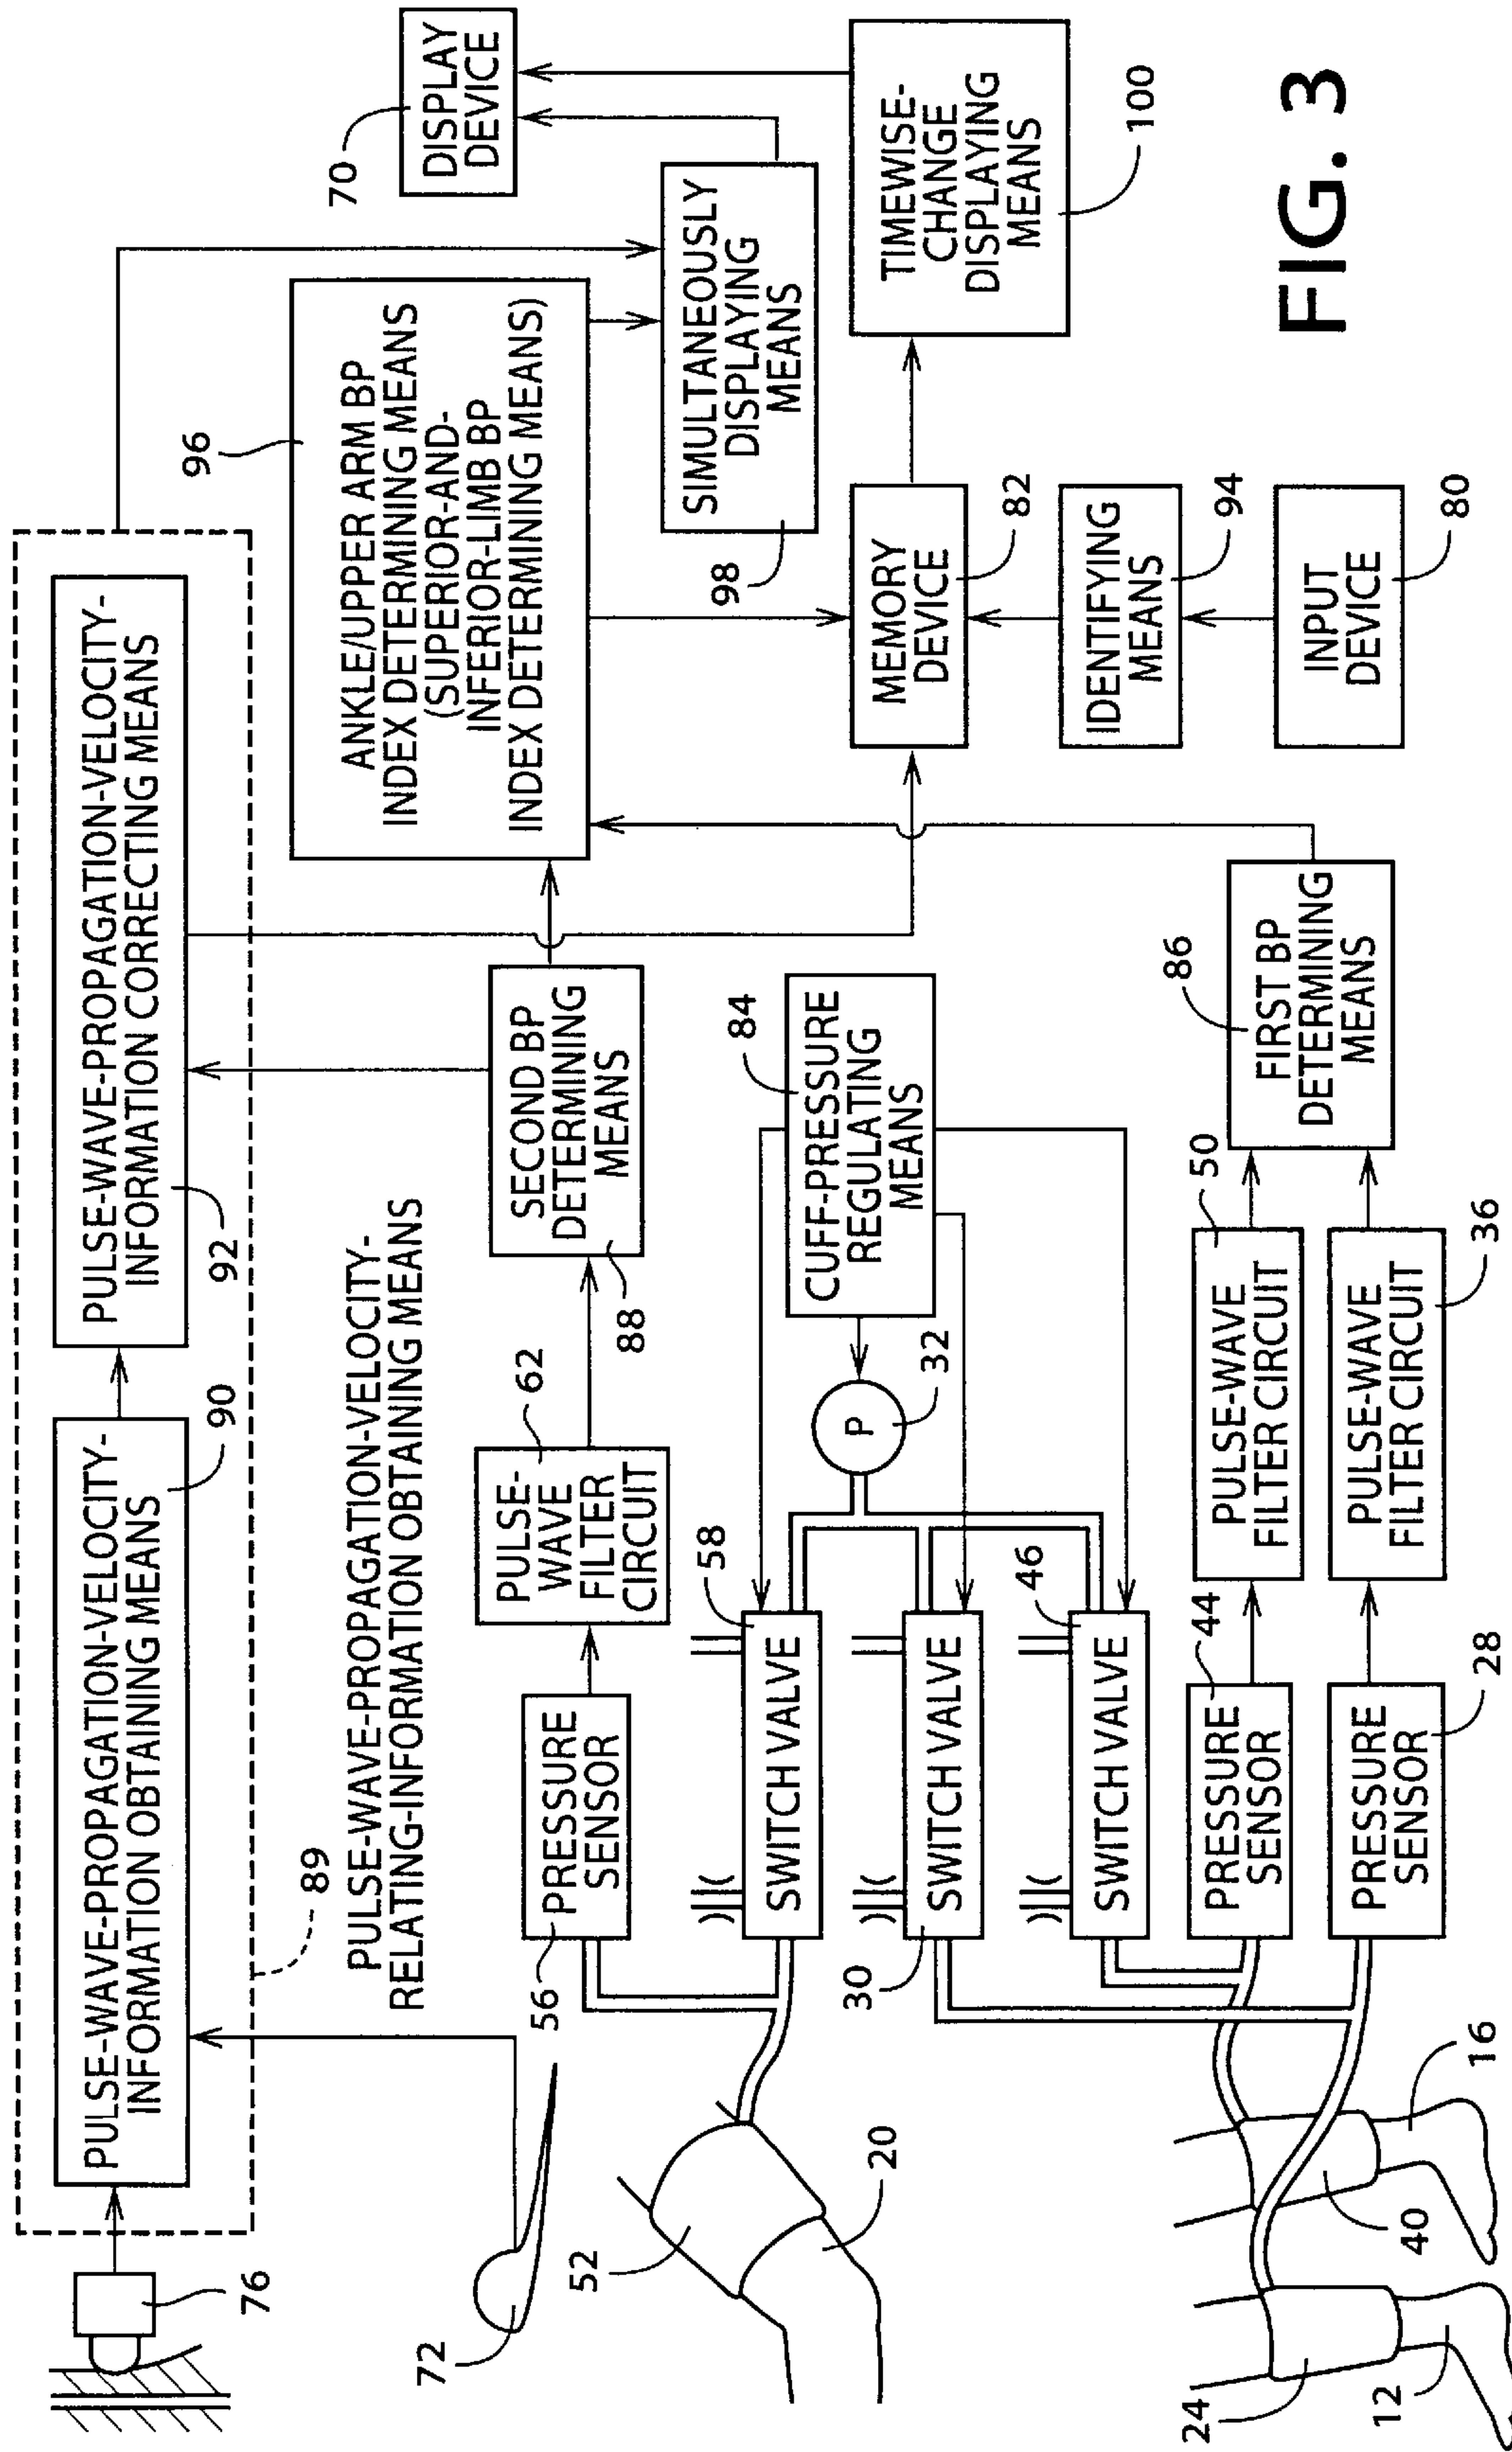 76
PULSE-WAVE-PROPAGATION-VELOCITY-
INFORMATION OBTAINING MEANS
90
PULSE-WAVE-PROPAGATION-VELOCITY-
INFORMATION CORRECTING MEANS
92
89
PULSE-WAVE-PROPAGATION-VELOCITY-
RELATING-INFORMATION OBTAINING MEANS
96
ANKLE/UPPER ARM BP
INDEX DETERMINING MEANS
(SUPERIOR-AND-
INFERIOR-LIMB BP
INDEX DETERMINING MEANS)
70
DISPLAY
DEVICE
72
56
PRESSURE
SENSOR
62
PULSE-
WAVE
FILTER
CIRCUIT
SECOND BP
DETERMINING
MEANS
88
SIMULTANEOUSLY
DISPLAYING
MEANS
98
52
20
58
SWITCH VALVE
30
SWITCH VALVE
46
SWITCH VALVE
P
32
84
CUFF-PRESSURE
REGULATING
MEANS
MEMORY
DEVICE
82
TIMEWISE-
CHANGE
DISPLAYING
MEANS
100
IDENTIFYING
MEANS
94
INPUT
DEVICE
80
44
PRESSURE
SENSOR
50
PULSE-WAVE
FILTER CIRCUIT
86
FIRST BP
DETERMINING
MEANS
PRESSURE
SENSOR
28
PULSE-WAVE
FILTER CIRCUIT
36
24
12
40
16
FIG. 3